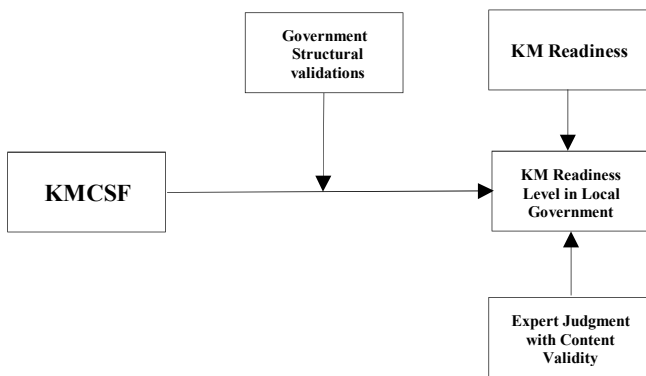 Government
Structural
validations
KM Readiness
KMCSF
KM Readiness
Level in Local
Government
Expert Judgment
with Content
Validity